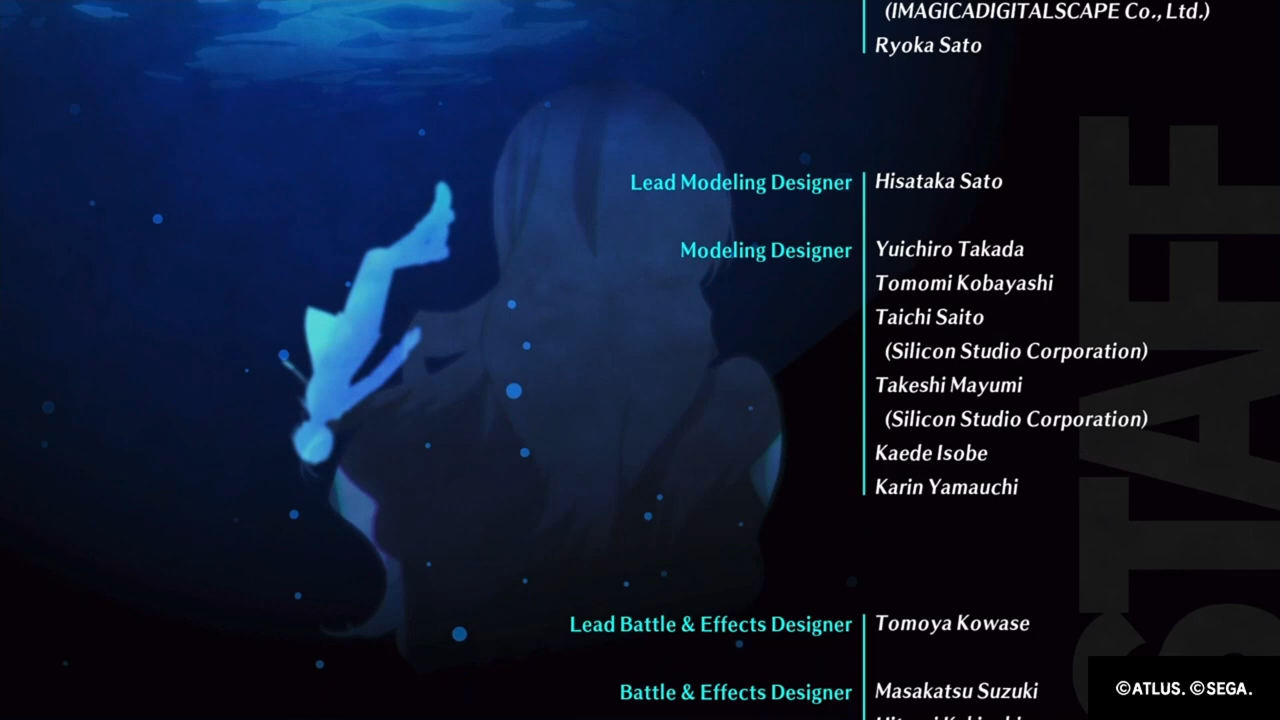 (IMAGICADIGITALSCAPE Co., Ltd.)
Ryoka Sato
Lead Modeling Designer Hisataka Sato
Modeling Designer Yuichiro Takada
Tomomi Kobayashi
Taichi Saito
(Silicon Studio Corporation)
Takeshi Mayumi
(Silicon Studio Corporation)
Kaede Isobe
Karin Yamauchi
Lead Battle & Effects Designer Tomoya Kowase
Battle & Effects Designer Masakatsu Suzuki
STAFF
©ATLUS. ©SEGA.